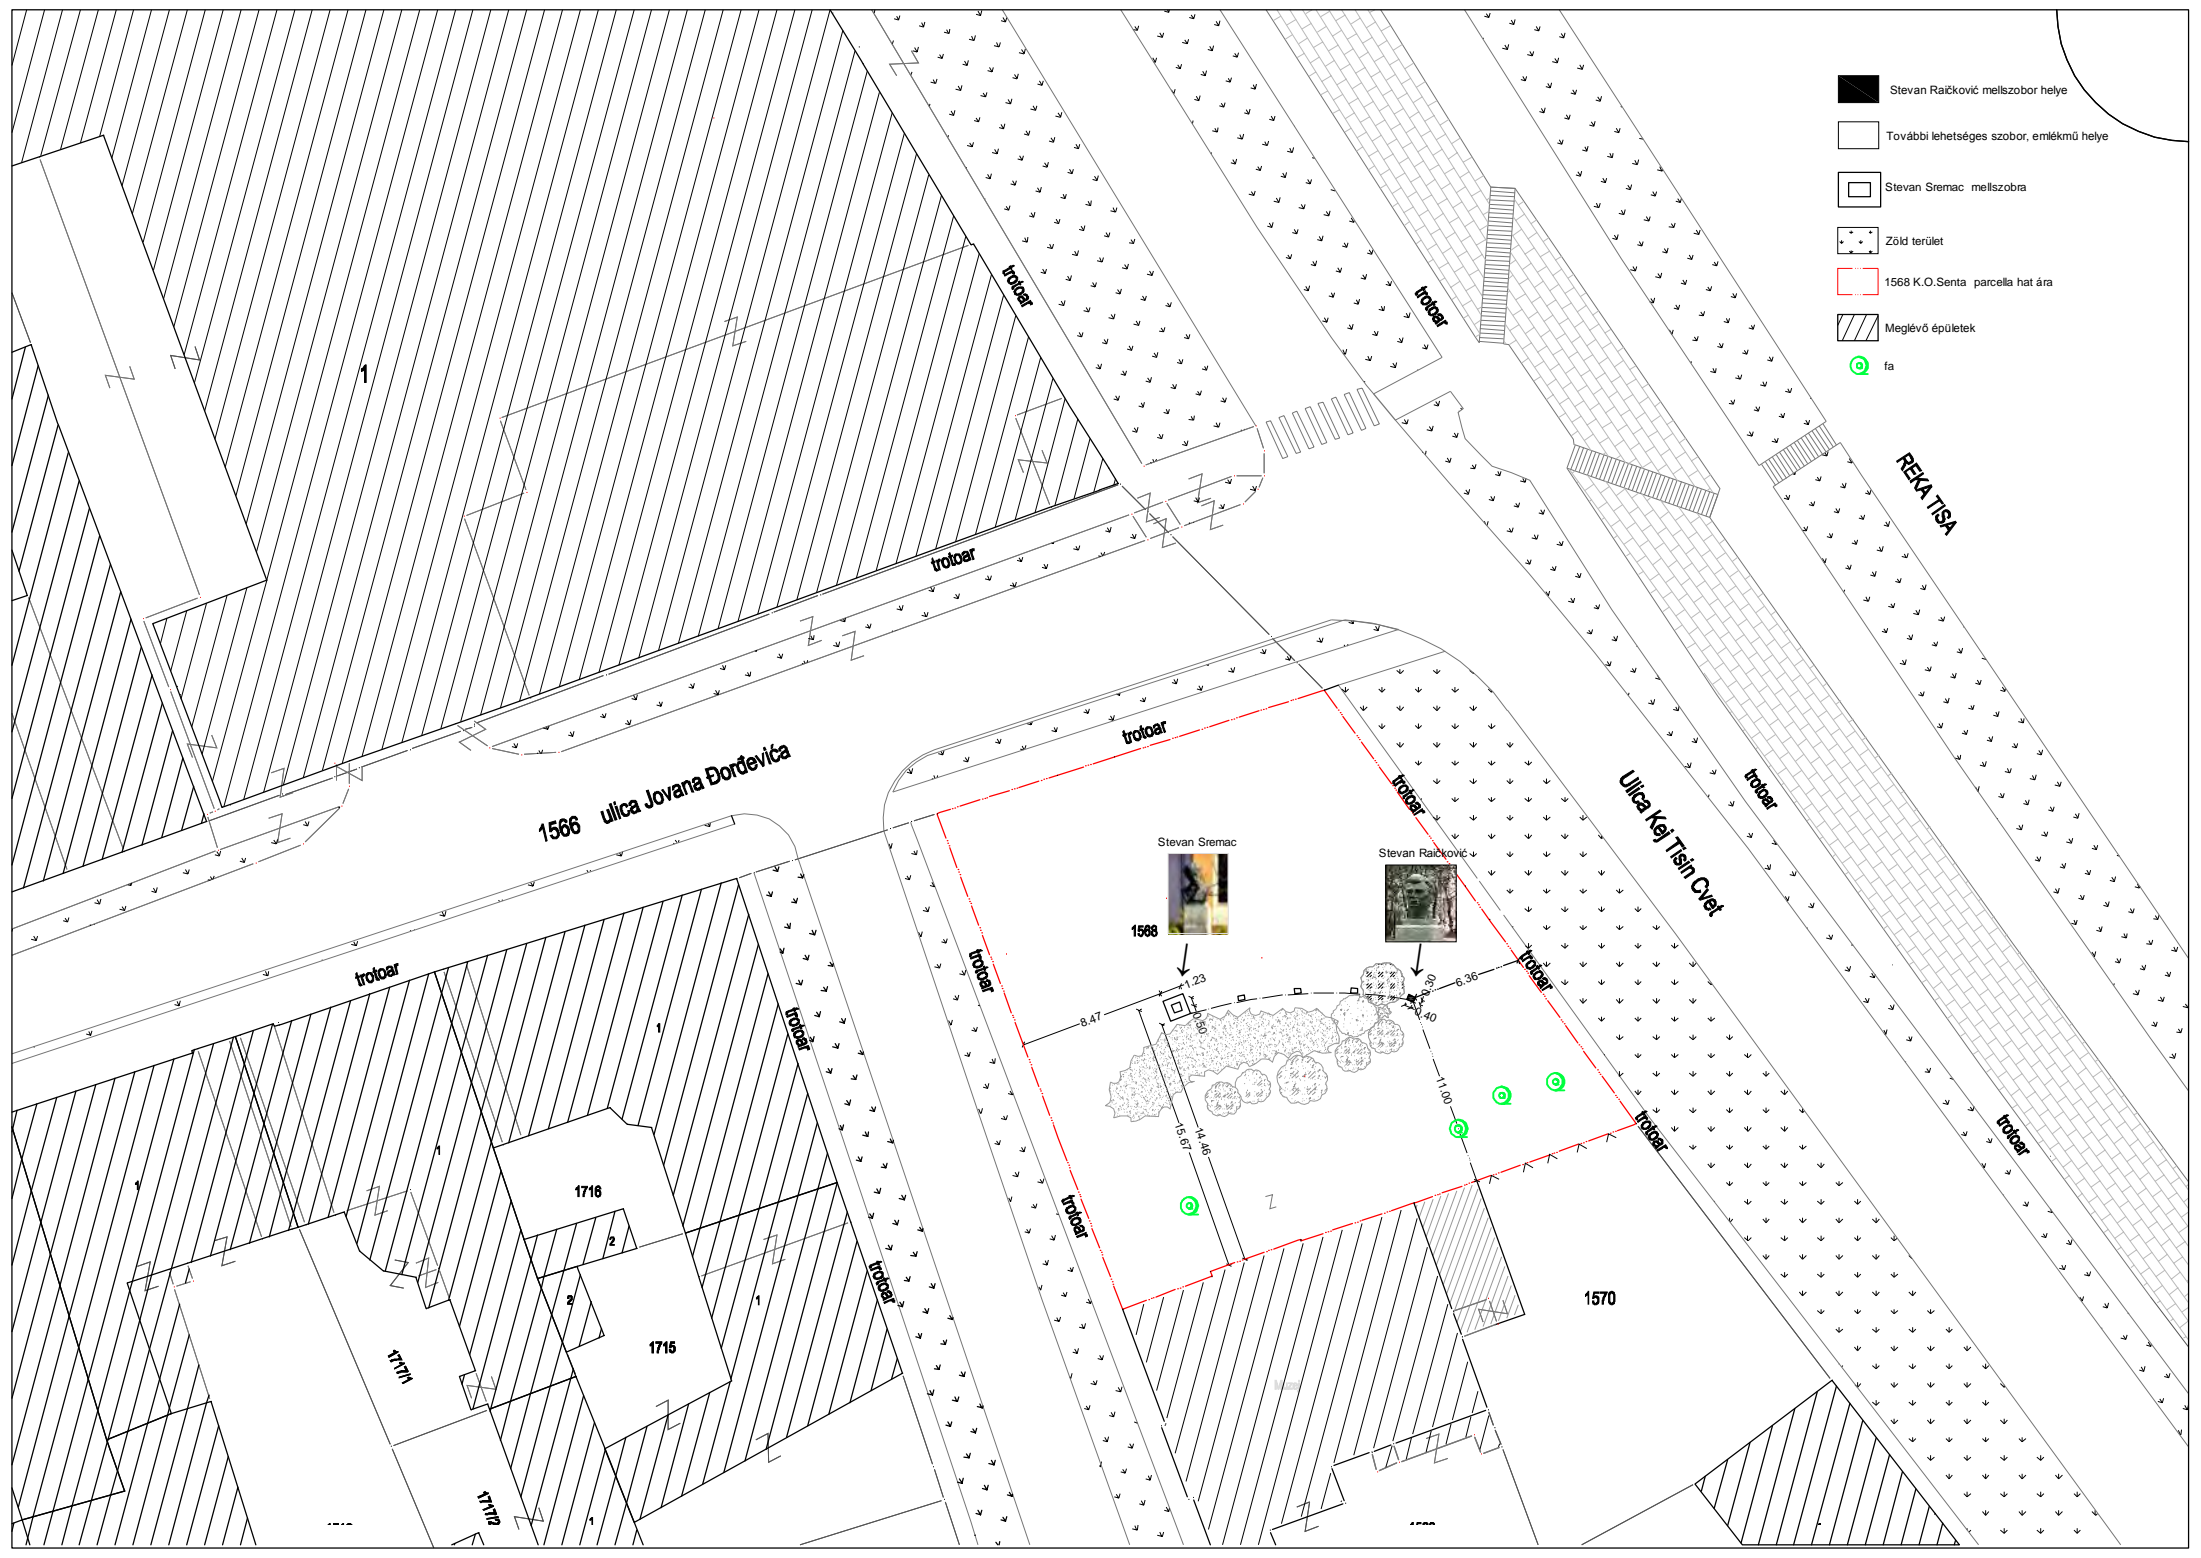 Stevan Raičković mellszobor helye
További lehetséges szobor, emlékmű helye
Stevan Sremac mellszobra
Zöld terület
1568 K.O.Senta parcella hat ára
Meglévő épületek
fa
trotoar
trotoar
1
REKA TISA
trotoar
trotoar
1566 ulica Jovana Đorđevića
trotoar
Ulica Kej Tisin Cvet
trotoar
Stevan Sremac
Stevan Raičković
1568
trotoar
trotoar
trotoar
1.23
6.36
0.30
8.47
0.50
0.40
trotoar
1
11.00
15.67
14.46
trotoar
trotoar
1
1
1716
trotoar
2
trotoar
2
1
1570
1715
1717/1
1717/2
1